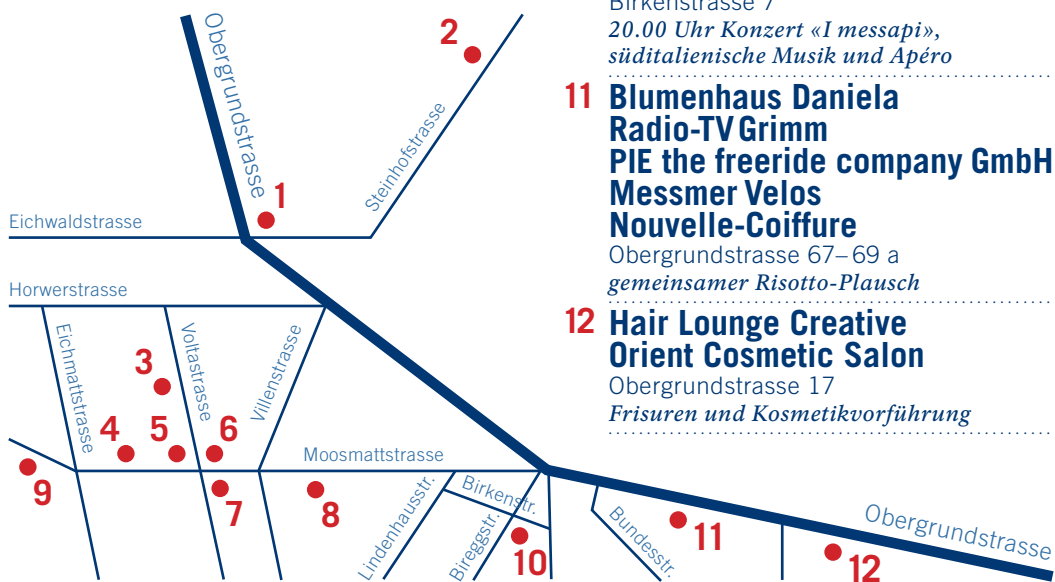 Birkenstrasse 7
20.00 Uhr Konzert «I messapi»,
süditalienische Musik und Apéro
11 Blumenhaus Daniela
Radio-TV Grimm
PIE the freeride company GmbH
Messmer Velos
Nouvelle-Coiffure
Obergrundstrasse 67–69 a
gemeinsamer Risotto-Plausch
12 Hair Lounge Creative
Orient Cosmetic Salon
Obergrundstrasse 17
Frisuren und Kosmetikvorführung
Obergrundstrasse
2
Steinhofstrasse
1
Eichwaldstrasse
Horwerstrasse
Eichmattstrasse
Voltastrasse
Villenstrasse
3
4
5
6
Moosmattstrasse
9
7
8
Lindenhausstr.
Birkenstr.
Bireggstr.
10
Bundesstr.
11
Obergrundstrasse
12